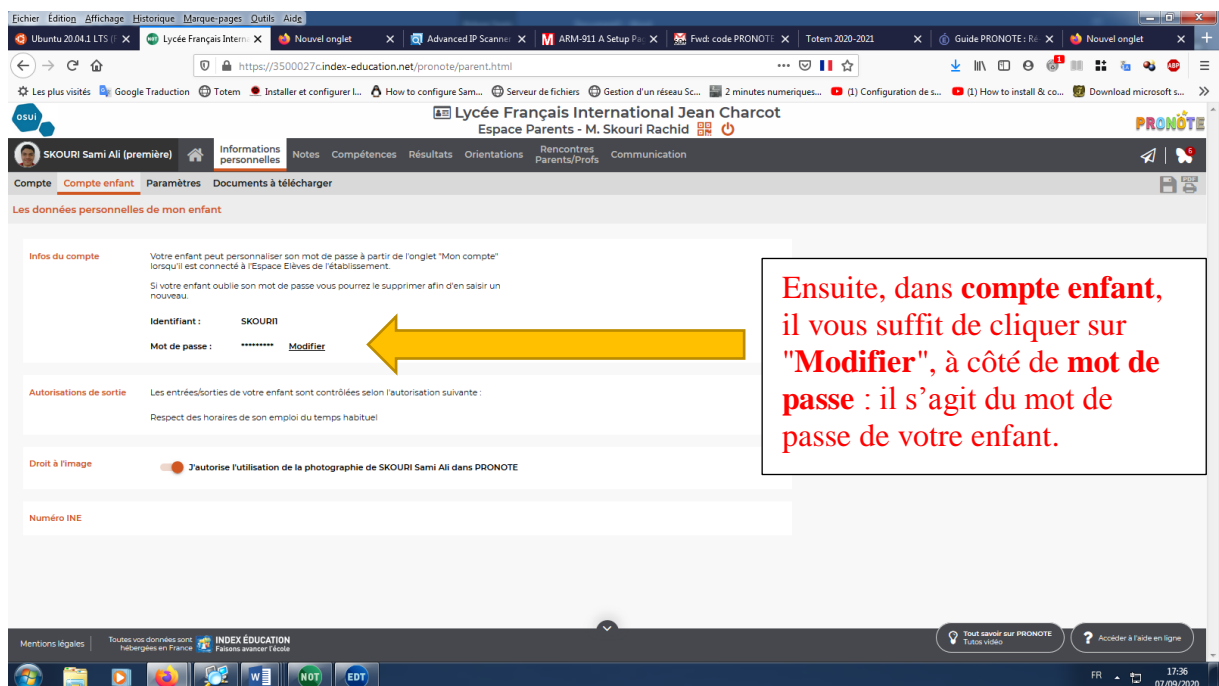 Fichier Édition Affichage Historique Marque-pages Outils Aide
Ubuntu 20.04.1 LTS (F Lycée Français Intern Nouvel onglet Advanced IP Scanner ARM-911 A Setup Pa Fwd: code PRONOTE Totem 2020-2021 Guide PRONOTE : Ré Nouvel onglet
https://3500027c.index-education.net/pronote/parent.html
Les plus visités Google Traduction Totem Installer et configurer l... How to configure Sam... Serveur de fichiers Gestion d'un réseau Sc... 2 minutes numeriques... (1) Configuration de s... (1) How to install & co... Download microsoft s...
osui
Lycée Français International Jean Charcot
Espace Parents - M. Skouri Rachid
PRONOTE
SKOURI Sami Ali (première) Informations personnelles Notes Compétences Résultats Orientations Rencontres Parents/Profs Communication
Compte Compte enfant Paramètres Documents à télécharger
PDF
Les données personnelles de mon enfant
Infos du compte
Votre enfant peut personnaliser son mot de passe à partir de l'onglet "Mon compte"
lorsqu'il est connecté à l'Espace Elèves de l'établissement.
Si votre enfant oublie son mot de passe vous pourrez le supprimer afin d'en saisir un
nouveau.
Identifiant : SKOURI1
Mot de passe : ********* Modifier
Ensuite, dans compte enfant,
il vous suffit de cliquer sur
"Modifier", à côté de mot de
passe : il s’agit du mot de
passe de votre enfant.
Autorisations de sortie
Les entrées/sorties de votre enfant sont contrôlées selon l'autorisation suivante :
Respect des horaires de son emploi du temps habituel
Droit à l'image
J'autorise l'utilisation de la photographie de SKOURI Sami Ali dans PRONOTE
Numéro INE
Mentions légales
Toutes vos données sont
hébergées en France
INDEX ÉDUCATION
Faisons avancer l'école
Tout savoir sur PRONOTE
Tutos vidéo
? Accéder à l'aide en ligne
NOT EDT
FR 17:36
07/09/2020